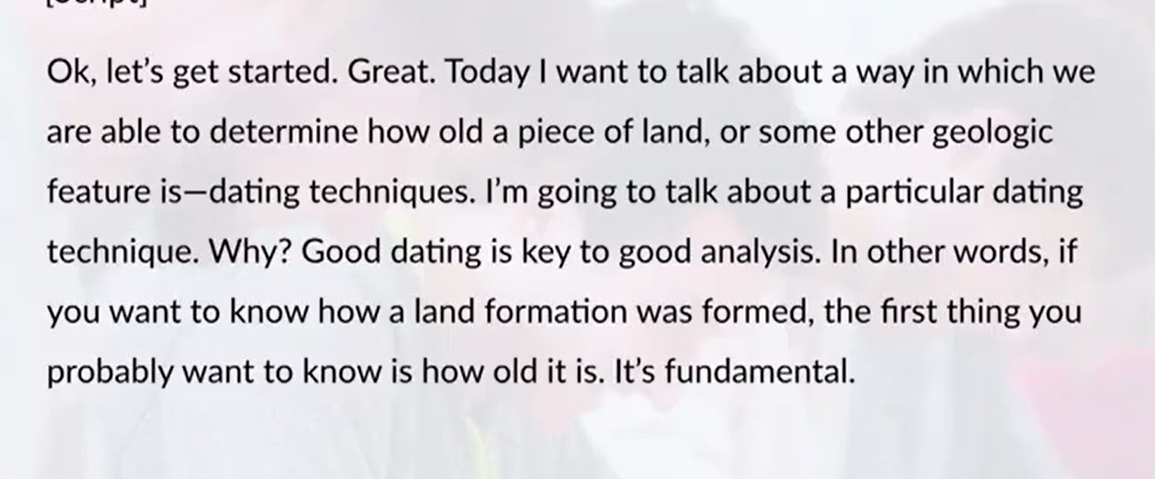 [Script]
Ok, let's get started. Great. Today I want to talk about a way in which we
are able to determine how old a piece of land, or some other geologic
feature is—dating techniques. I'm going to talk about a particular dating
technique. Why? Good dating is key to good analysis. In other words, if
you want to know how a land formation was formed, the first thing you
probably want to know is how old it is. It's fundamental.